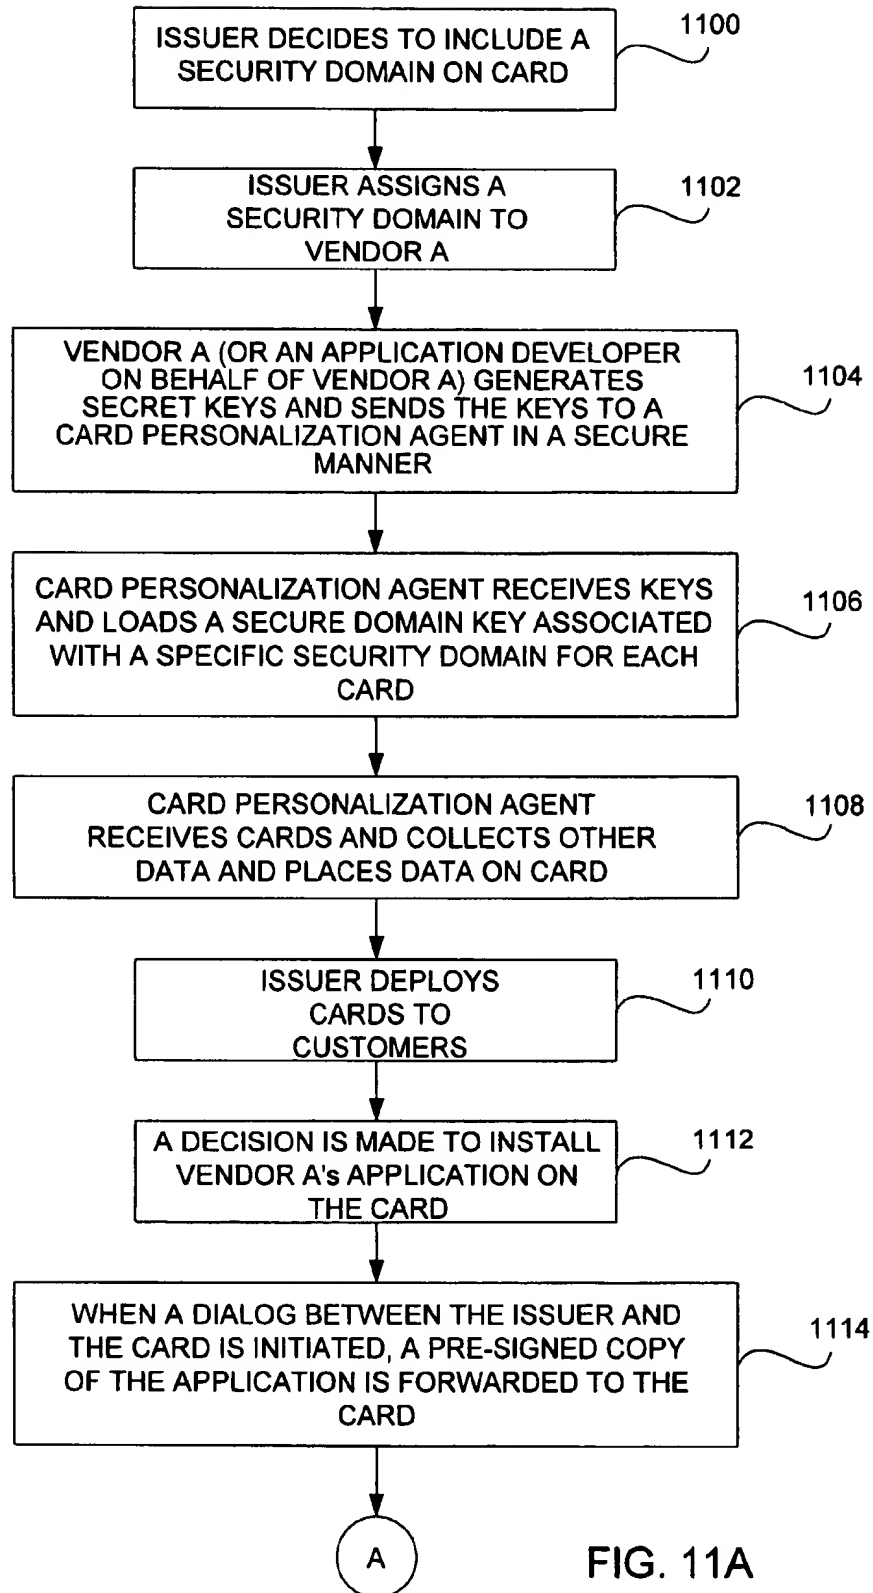 ISSUER DECIDES TO INCLUDE A
SECURITY DOMAIN ON CARD
1100
ISSUER ASSIGNS A
SECURITY DOMAIN TO
VENDOR A
1102
VENDOR A (OR AN APPLICATION DEVELOPER
ON BEHALF OF VENDOR A) GENERATES
SECRET KEYS AND SENDS THE KEYS TO A
CARD PERSONALIZATION AGENT IN A SECURE
MANNER
1104
CARD PERSONALIZATION AGENT RECEIVES KEYS
AND LOADS A SECURE DOMAIN KEY ASSOCIATED
WITH A SPECIFIC SECURITY DOMAIN FOR EACH
CARD
1106
CARD PERSONALIZATION AGENT
RECEIVES CARDS AND COLLECTS OTHER
DATA AND PLACES DATA ON CARD
1108
ISSUER DEPLOYS
CARDS TO
CUSTOMERS
1110
A DECISION IS MADE TO INSTALL
VENDOR A's APPLICATION ON
THE CARD
1112
WHEN A DIALOG BETWEEN THE ISSUER AND
THE CARD IS INITIATED, A PRE-SIGNED COPY
OF THE APPLICATION IS FORWARDED TO THE
CARD
1114
A
FIG. 11A